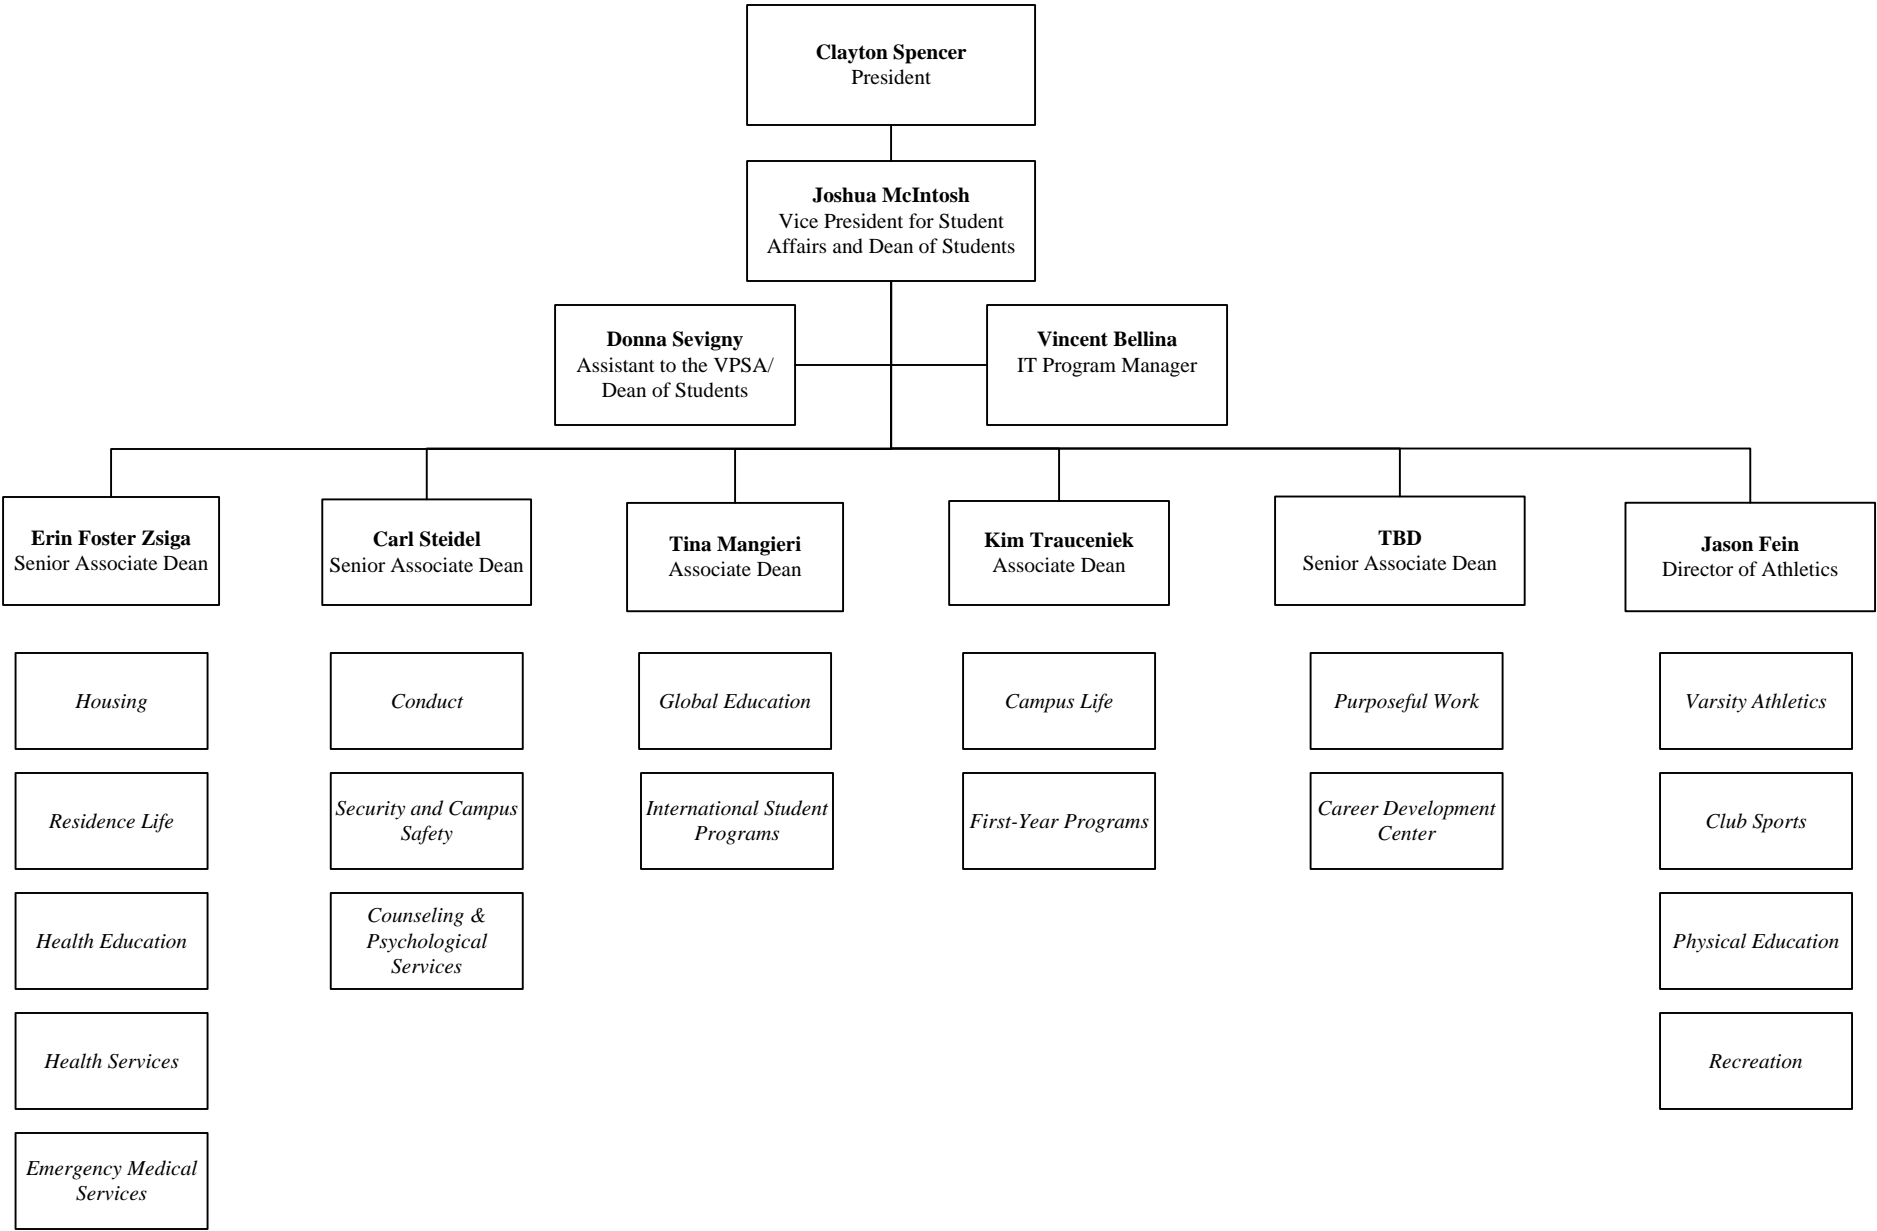 Clayton Spencer
President
Joshua McIntosh
Vice President for Student
Affairs and Dean of Students
Donna Sevigny
Assistant to the VPSA/
Dean of Students
Vincent Bellina
IT Program Manager
Erin Foster Zsiga
Senior Associate Dean
Carl Steidel
Senior Associate Dean
Tina Mangieri
Associate Dean
Kim Trauceniek
Associate Dean
TBD
Senior Associate Dean
Jason Fein
Director of Athletics
Housing
Residence Life
Health Education
Health Services
Emergency Medical
Services
Conduct
Security and Campus
Safety
Counseling &
Psychological
Services
Global Education
International Student
Programs
Campus Life
First-Year Programs
Purposeful Work
Career Development
Center
Varsity Athletics
Club Sports
Physical Education
Recreation